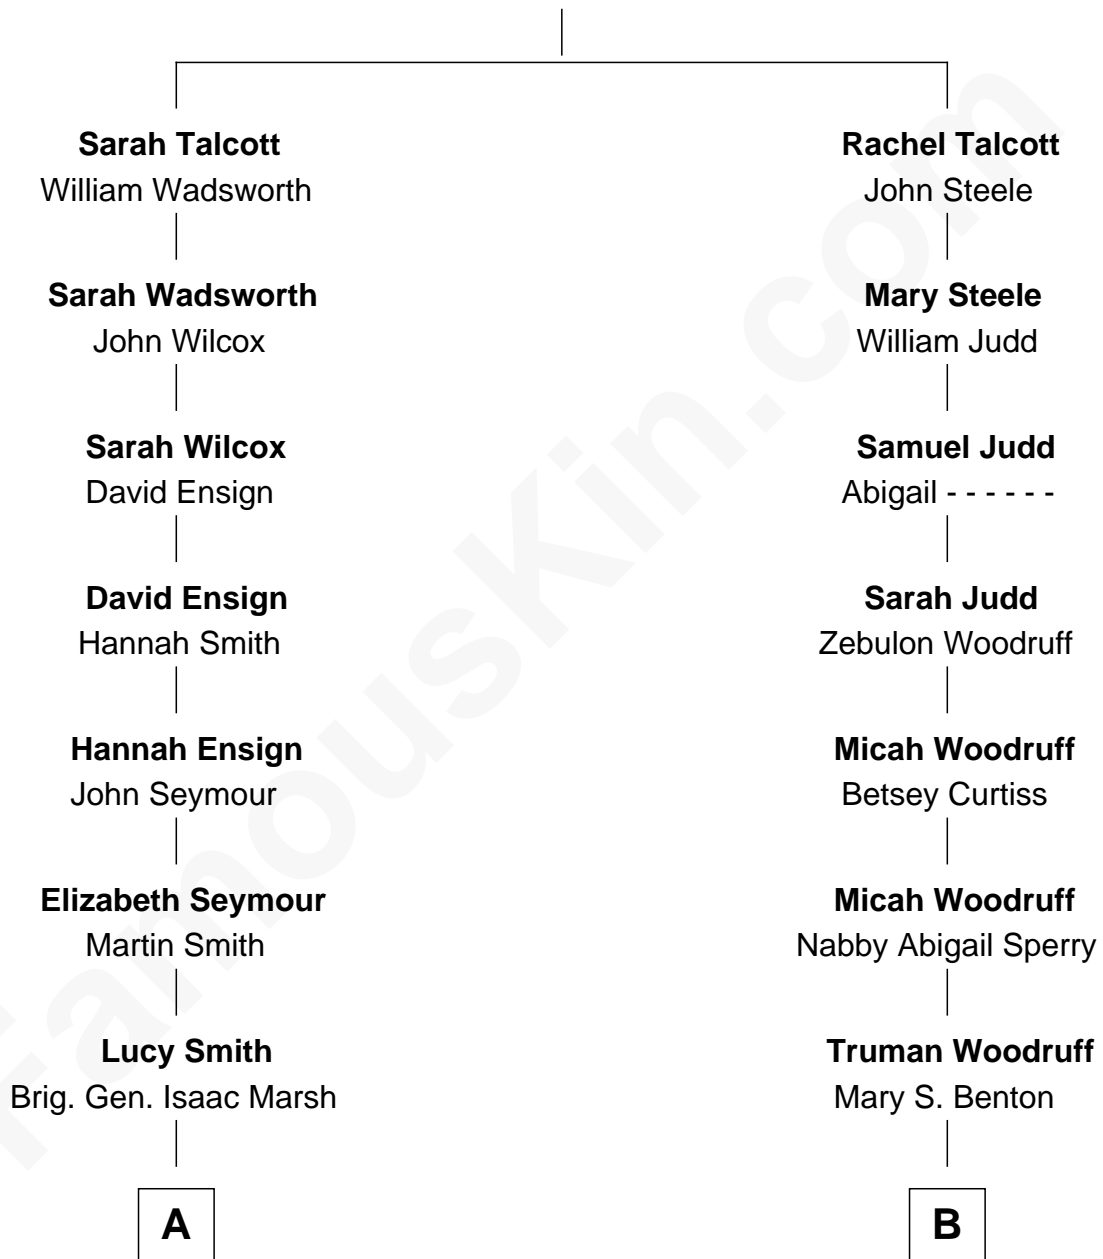 Sarah Talcott
William Wadsworth
Rachel Talcott
John Steele
Sarah Wadsworth
John Wilcox
Mary Steele
William Judd
Sarah Wilcox
David Ensign
Samuel Judd
Abigail - - - - - -
David Ensign
Hannah Smith
Sarah Judd
Zebulon Woodruff
Hannah Ensign
John Seymour
Micah Woodruff
Betsey Curtiss
Elizabeth Seymour
Martin Smith
Micah Woodruff
Nabby Abigail Sperry
Lucy Smith
Brig. Gen. Isaac Marsh
Truman Woodruff
Mary S. Benton
A
B
FamousKin.com